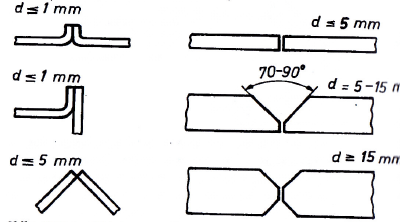 d ≤ 1 mm
d ≤ 5 mm
d ≤ 1 mm
70-90°
d = 5-15 m
d ≤ 5 mm
d ≥ 15 mm